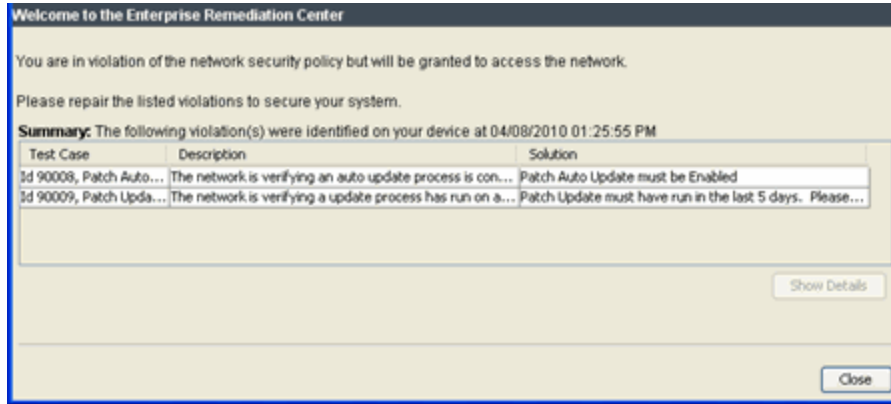 Welcome to the Enterprise Remediation Center
You are in violation of the network security policy but will be granted to access the network.
Please repair the listed violations to secure your system.
Summary: The following violation(s) were identified on your device at 04/08/2010 01:25:55 PM
Test Case Description Solution
Id 90008, Patch Auto... The network is verifying an auto update process is con... Patch Auto Update must be Enabled
Id 90009, Patch Upda... The network is verifying a update process has run on a... Patch Update must have run in the last 5 days. Please...
Show Details
Close